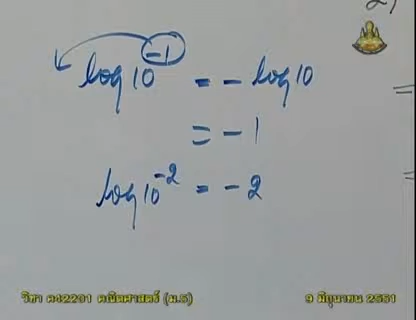 2)
log 10⁻¹ = - log 10
= - 1
log 10⁻² = - 2
วิชา ค42201 คณิตศาสตร์ (ม.5)
9 มิถุนายน 2551